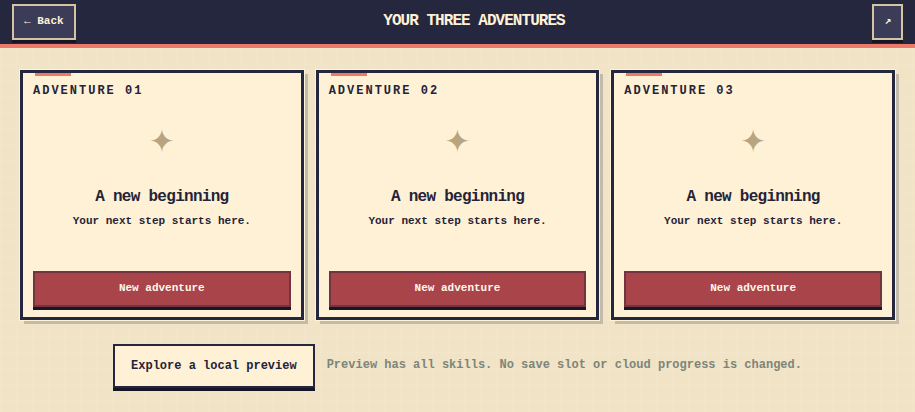 ← Back
YOUR THREE ADVENTURES
↗
ADVENTURE 01
✦
A new beginning
Your next step starts here.
New adventure
ADVENTURE 02
✦
A new beginning
Your next step starts here.
New adventure
ADVENTURE 03
✦
A new beginning
Your next step starts here.
New adventure
Explore a local preview
Preview has all skills. No save slot or cloud progress is changed.